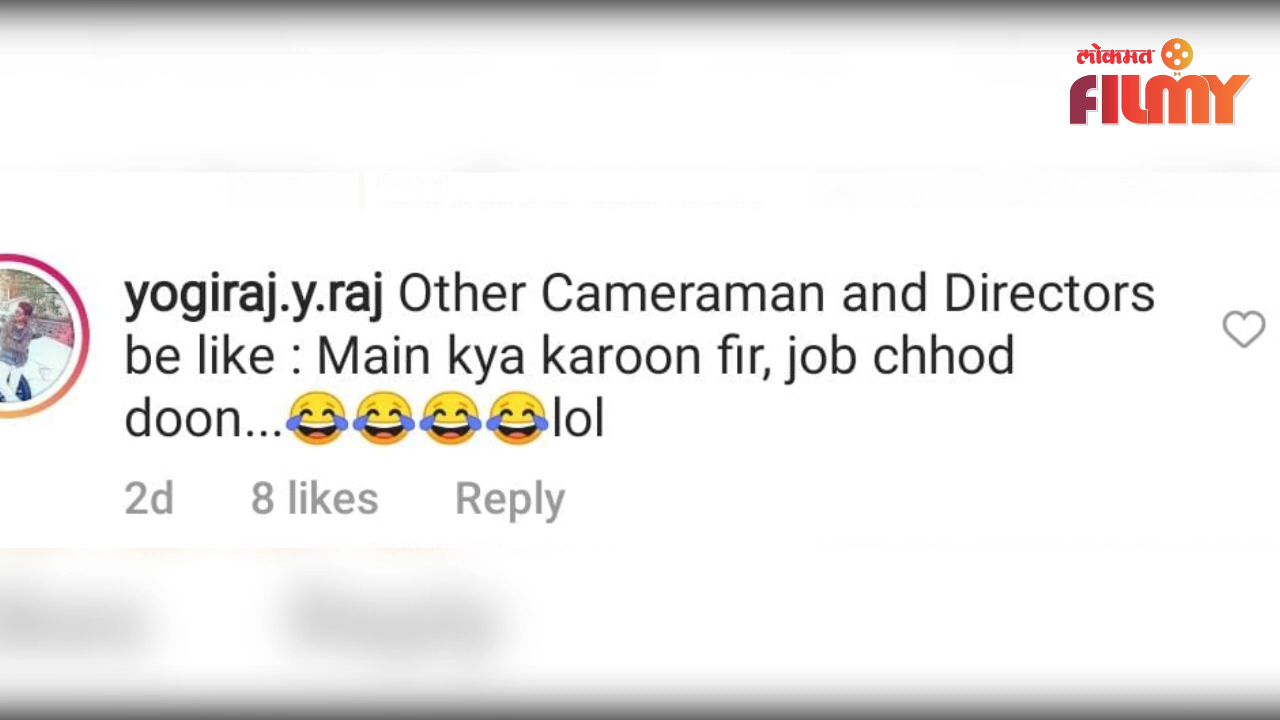 लोकमत
FILMY
yogiraj.y.raj Other Cameraman and Directors
be like : Main kya karoon fir, job chhod
doon...😂😂😂😂lol
2d 8 likes Reply